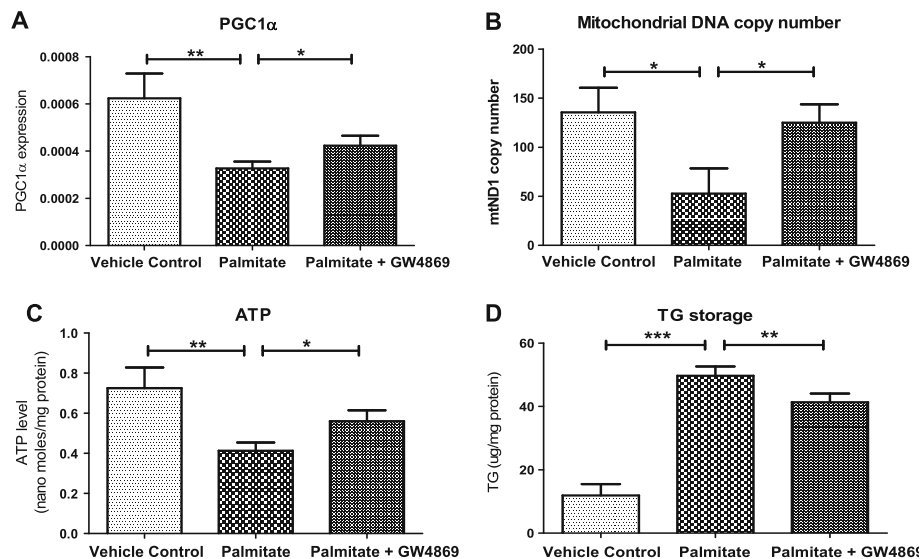 A
PGC1α
PGC1α expression
0.0008
0.0006
0.0004
0.0002
0.0000
**
*
Vehicle Control
Palmitate
Palmitate + GW4869
B
Mitochondrial DNA copy number
mtND1 copy number
200
150
100
50
0
*
*
Vehicle Control
Palmitate
Palmitate + GW4869
C
ATP
ATP level
(nano moles/mg protein)
1.0
0.8
0.6
0.4
0.2
0.0
**
*
Vehicle Control
Palmitate
Palmitate + GW4869
D
TG storage
TG (ug/mg protein)
60
40
20
0
***
**
Vehicle Control
Palmitate
Palmitate + GW4869